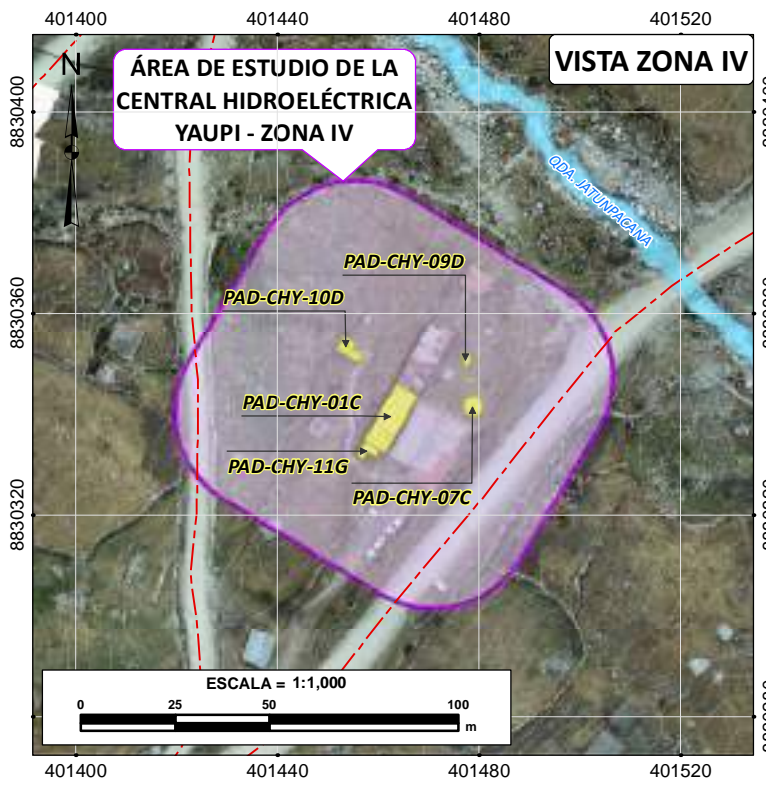 401400 401440 401480 401520
VISTA ZONA IV
N
ÁREA DE ESTUDIO DE LA
CENTRAL HIDROELÉCTRICA
YAUPI - ZONA IV
8830400
QDA. JATUNPACANA
PAD-CHY-09D
PAD-CHY-10D
8830360
PAD-CHY-01C
PAD-CHY-11G
PAD-CHY-07C
8830320
ESCALA = 1:1,000
0 25 50 100
m
401400 401440 401480 401520